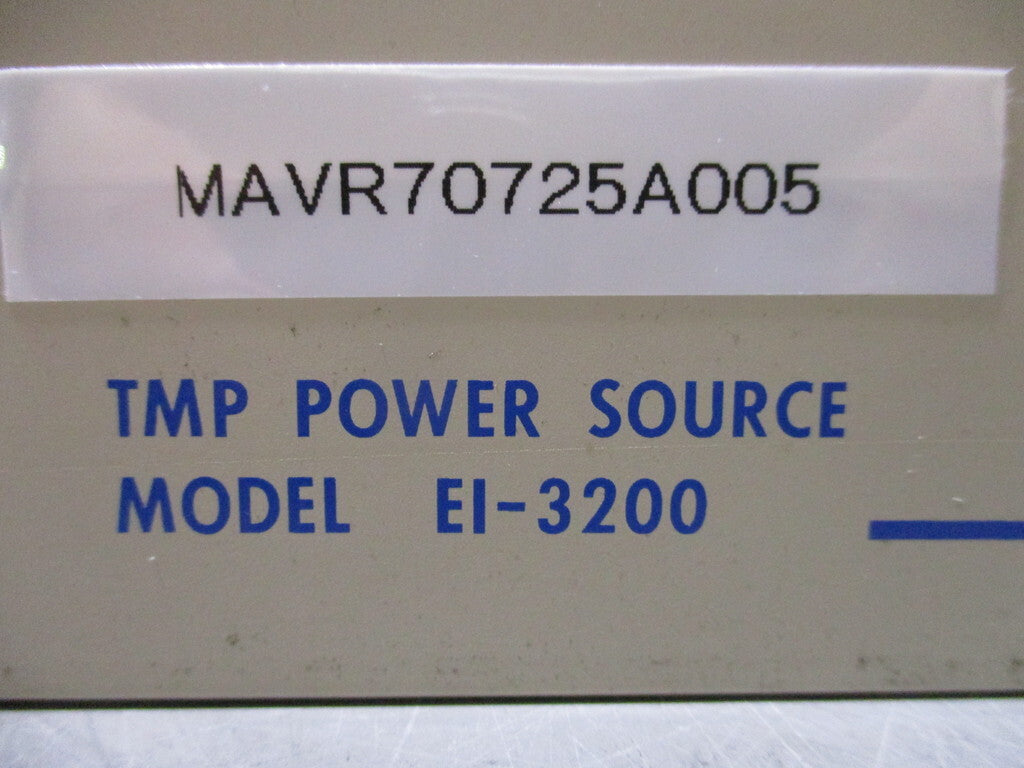 MAVR70725A005
TMP POWER SOURCE
MODEL EI-3200